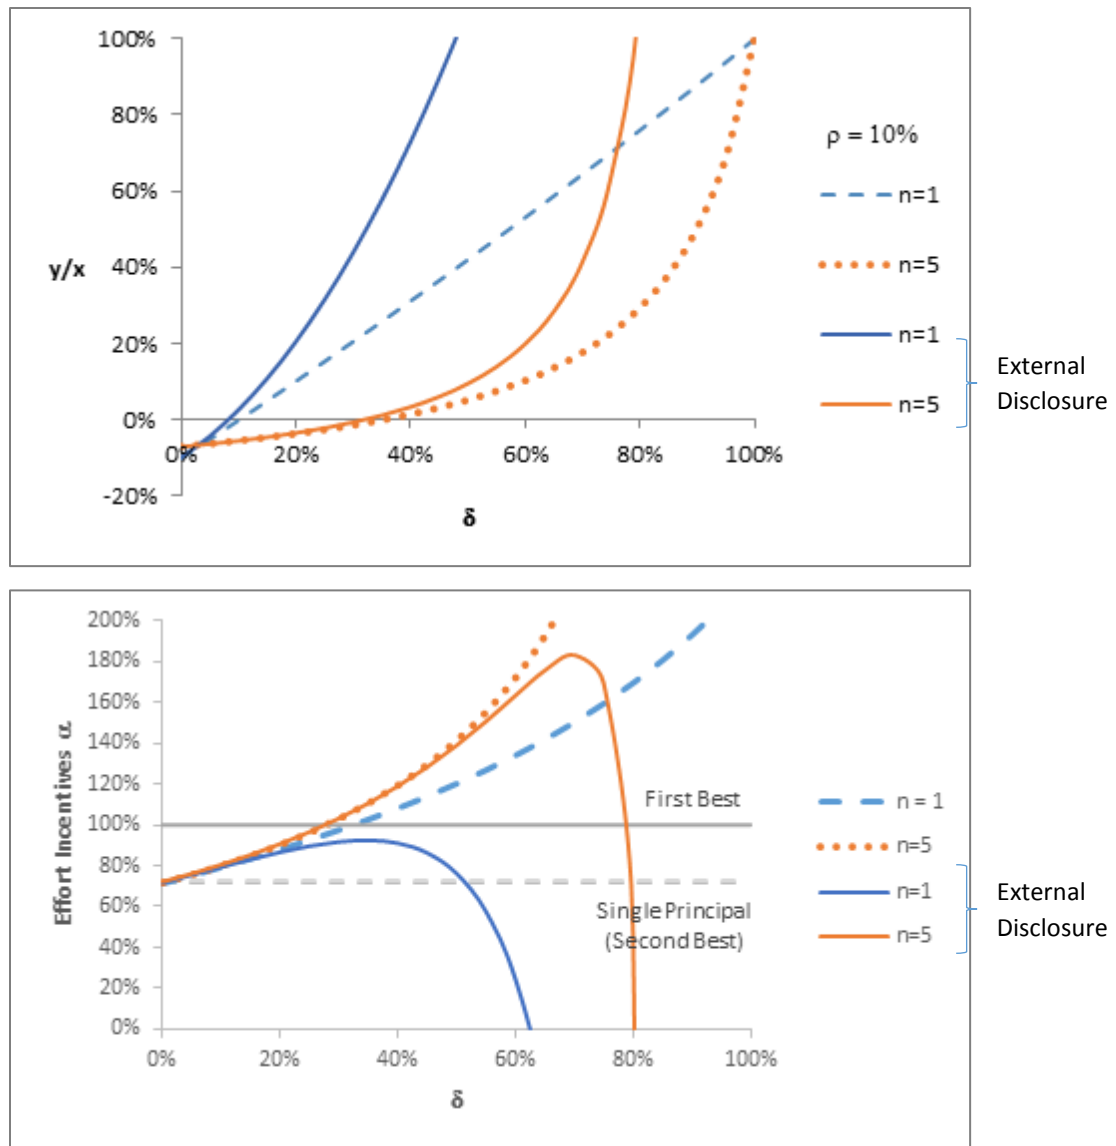 100%
80%
60%
40%
20%
0%
-20%
y/x
0%
20%
40%
60%
80%
100%
δ
ρ = 10%
n=1
n=5
n=1
n=5
External
Disclosure
200%
180%
160%
140%
120%
100%
80%
60%
40%
20%
0%
Effort Incentives α
First Best
Single Principal
(Second Best)
0%
20%
40%
60%
80%
100%
δ
n = 1
n=5
n=1
n=5
External
Disclosure